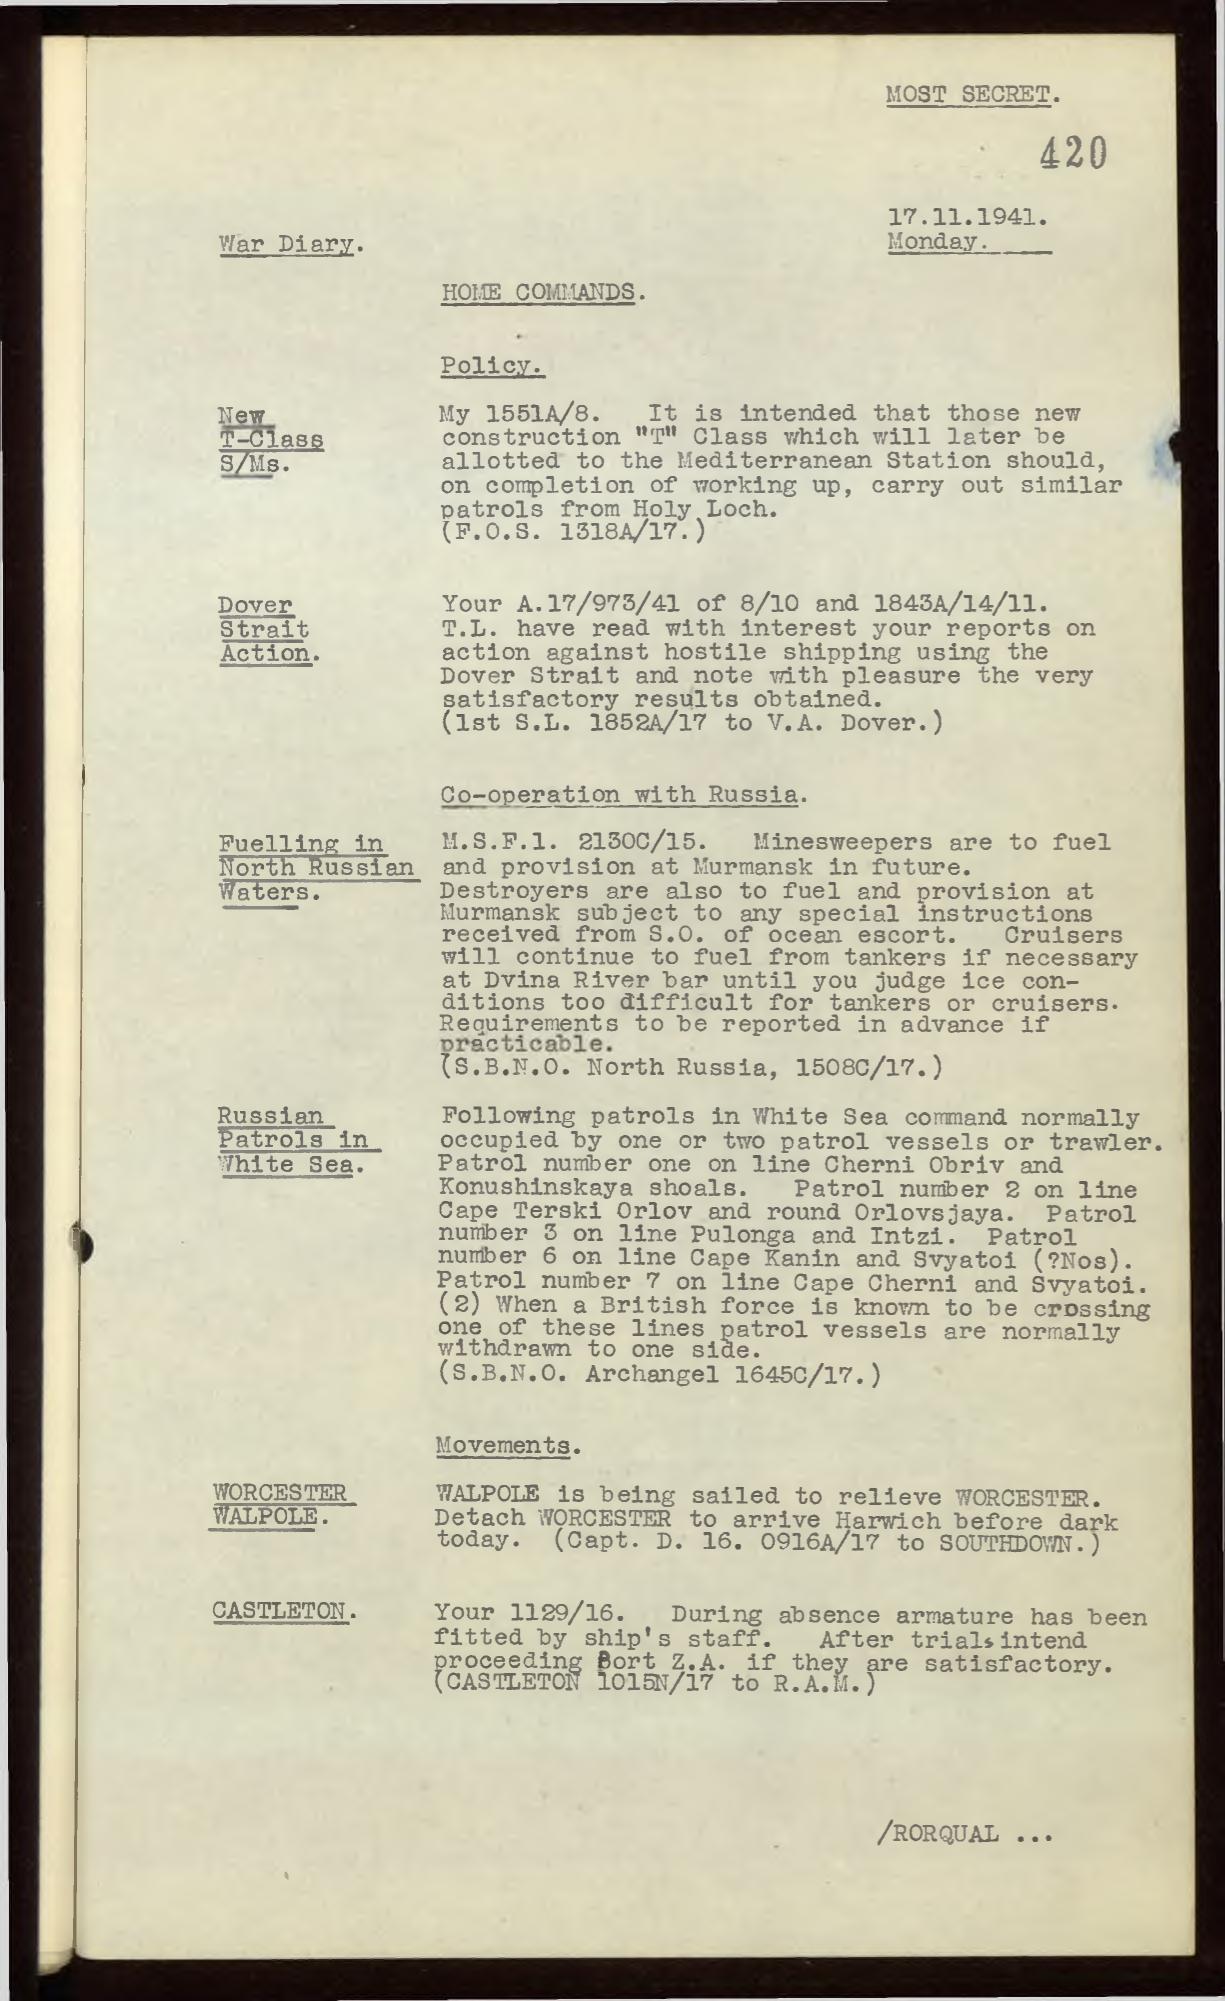 MOST SECRET.
420
17.11.1941.
War Diary.
Monday.
HOME COMMANDS.
Policy.
New
T-Class
S/Ms.
My 1551A/8. It is intended that those new
construction "T" Class which will later be
allotted to the Mediterranean Station should,
on completion of working up, carry out similar
patrols from Holy Loch.
(F.O.S. 1318A/17.)
Dover
Strait
Action.
Your A.17/973/41 of 8/10 and 1843A/14/11.
T.L. have read with interest your reports on
action against hostile shipping using the
Dover Strait and note with pleasure the very
satisfactory results obtained.
(1st S.L. 1852A/17 to V.A. Dover.)
Co-operation with Russia.
Fuelling in
North Russian
Waters.
M.S.F.1. 2130C/15. Minesweepers are to fuel
and provision at Murmansk in future.
Destroyers are also to fuel and provision at
Murmansk subject to any special instructions
received from S.O. of ocean escort. Cruisers
will continue to fuel from tankers if necessary
at Dvina River bar until you judge ice con-
ditions too difficult for tankers or cruisers.
Requirements to be reported in advance if
practicable.
(S.B.N.O. North Russia, 1508C/17.)
Russian
Patrols in
White Sea.
Following patrols in White Sea command normally
occupied by one or two patrol vessels or trawler.
Patrol number one on line Cherni Obriv and
Konushinskaya shoals. Patrol number 2 on line
Cape Terski Orlov and round Orlovsjaya. Patrol
number 3 on line Pulonga and Intzi. Patrol
number 6 on line Cape Kanin and Svyatoi (?Nos).
Patrol number 7 on line Cape Cherni and Svyatoi.
(2) When a British force is known to be crossing
one of these lines patrol vessels are normally
withdrawn to one side.
(S.B.N.O. Archangel 1645C/17.)
Movements.
WORCESTER
WALPOLE.
WALPOLE is being sailed to relieve WORCESTER.
Detach WORCESTER to arrive Harwich before dark
today. (Capt. D. 16. 0916A/17 to SOUTHDOWN.)
CASTLETON.
Your 1129/16. During absence armature has been
fitted by ship's staff. After trials intend
proceeding Port Z.A. if they are satisfactory.
(CASTLETON 1015N/17 to R.A.M.)
/RORQUAL ...